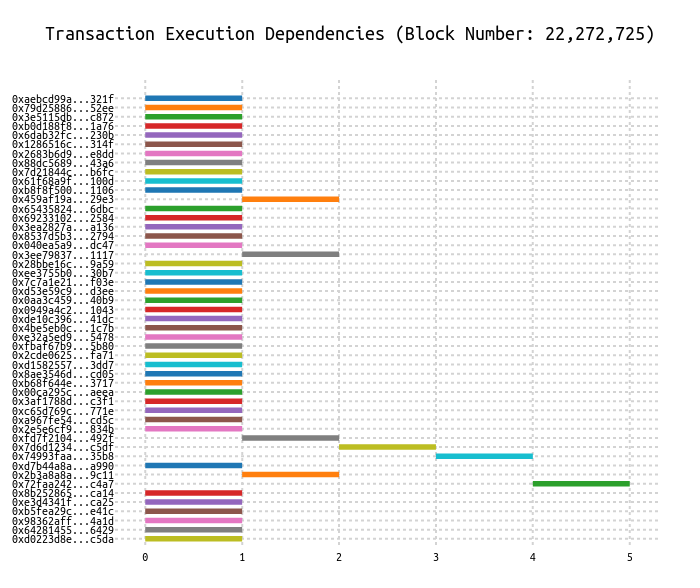 Transaction Execution Dependencies (Block Number: 22,272,725)
0xaebcd99a...321f
0x79d25886...52ee
0x3e5115db...c872
0xb0d188f8...1a76
0x6dab32fc...230b
0x1286516c...314f
0x2683b6d9...e8dd
0x88dc5689...43a6
0x7d21844c...b6fc
0x61f68a9f...100d
0xb8f8f500...1106
0x459af19a...29e3
0x65435824...6dbc
0x69233102...2584
0x3ea2827a...a136
0x8537d5b3...2794
0x040ea5a9...dc47
0x3ee79837...1117
0x28bbe16c...9a59
0xee3755b0...30b7
0x7c7a1e21...f03e
0xd53e59c9...d3ee
0x0aa3c459...40b9
0x0949a4c2...1043
0xde10c396...41dc
0x4be5eb0c...1c7b
0xe32a5ed9...5478
0xfbaf67b9...5b80
0x2cde0625...fa71
0xd1582557...3dd7
0x8ae3546d...cd05
0xb68f644e...3717
0x00ca295c...aeea
0x3af1788d...c3f1
0xc65d769c...771e
0xa967fe54...cd5c
0x2e5e6cf9...834b
0xfd7f2104...492f
0x7d6d1234...c5df
0x74993faa...35b8
0xd7b44a8a...a990
0x2b3a8a8a...9c11
0x72faa242...c4a7
0x8b252865...ca14
0xe3d4341f...ca25
0xb5fea29c...e41c
0x98362aff...4a1d
0x64281455...6429
0xd0223d8e...c5da
0 1 2 3 4 5